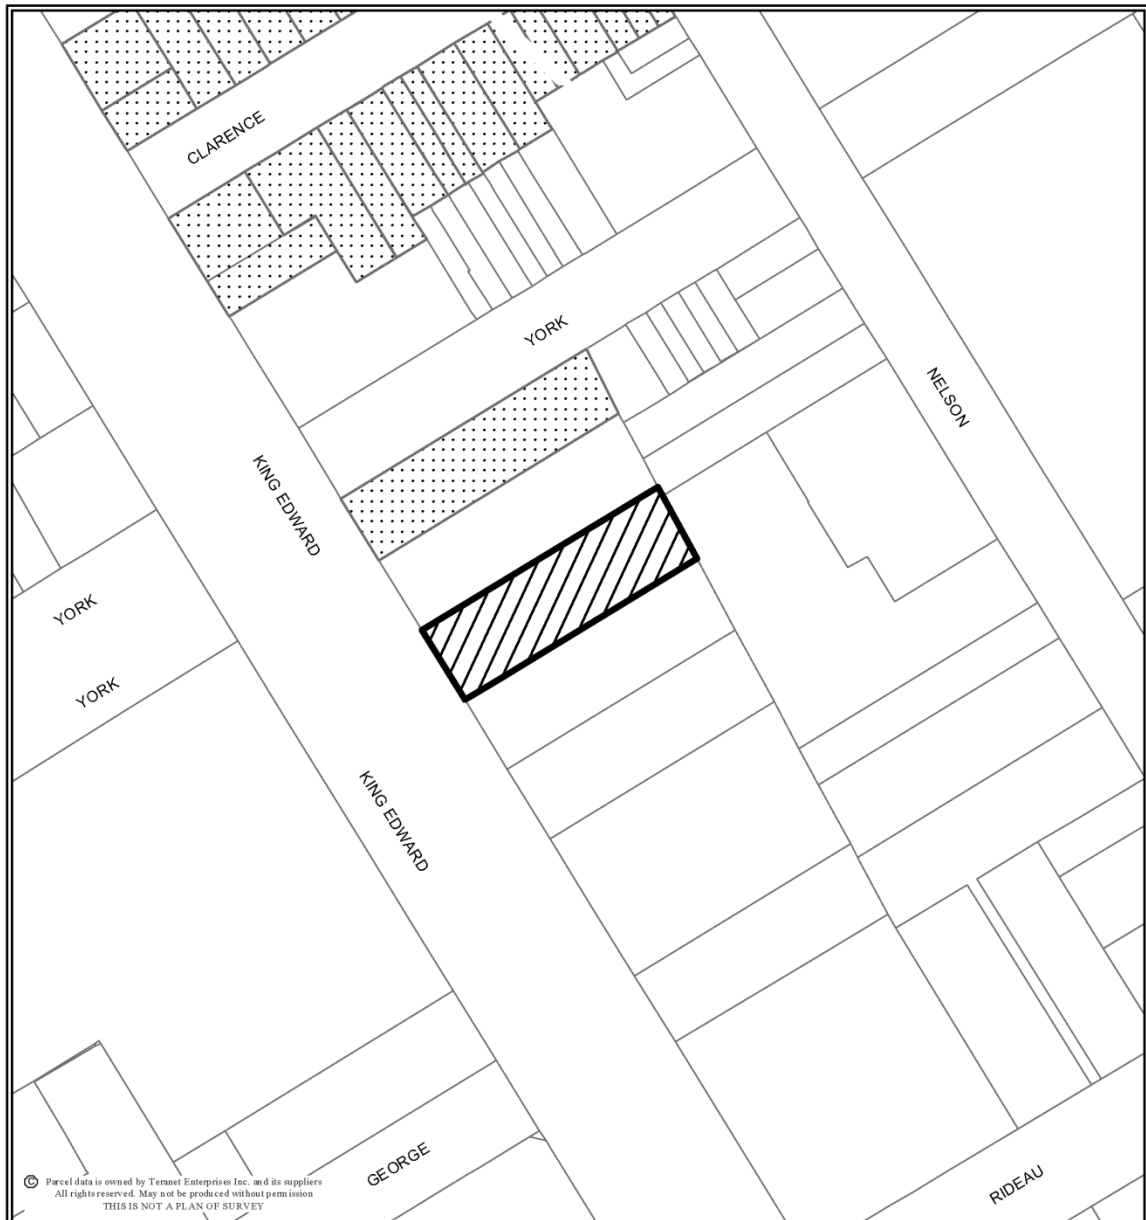 CLARENCE
YORK
NELSON
KING EDWARD
YORK
YORK
KING EDWARD
GEORGE
RIDEAU
© Parcel data is owned by Teranet Enterprises Inc. and its suppliers
All rights reserved. May not be produced without permission
THIS IS NOT A PLAN OF SURVEY